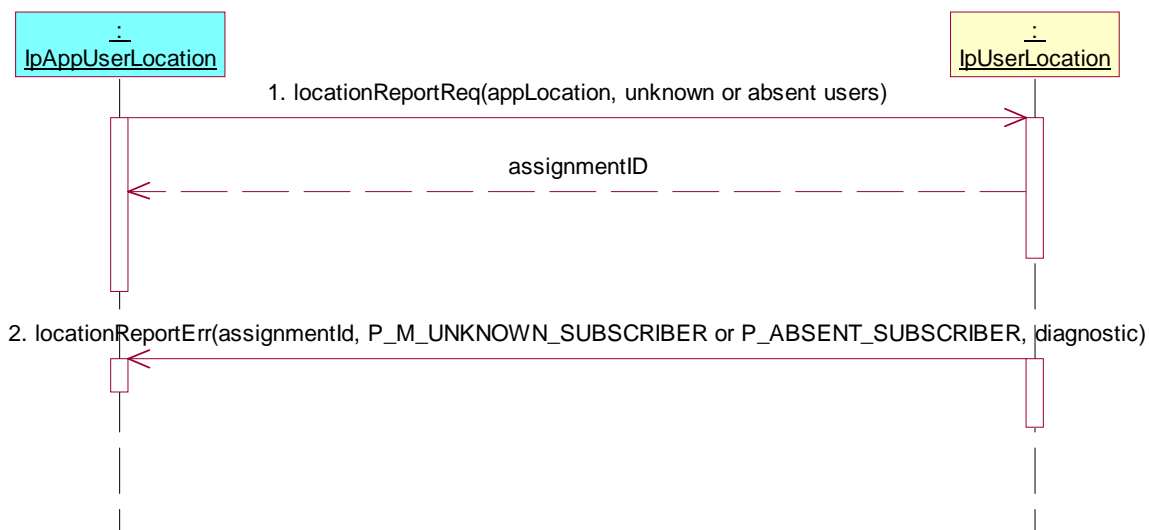 :
IpAppUserLocation
:
IpUserLocation
1. locationReportReq(appLocation, unknown or absent users)
assignmentID
2. locationReportErr(assignmentId, P_M_UNKNOWN_SUBSCRIBER or P_ABSENT_SUBSCRIBER, diagnostic)